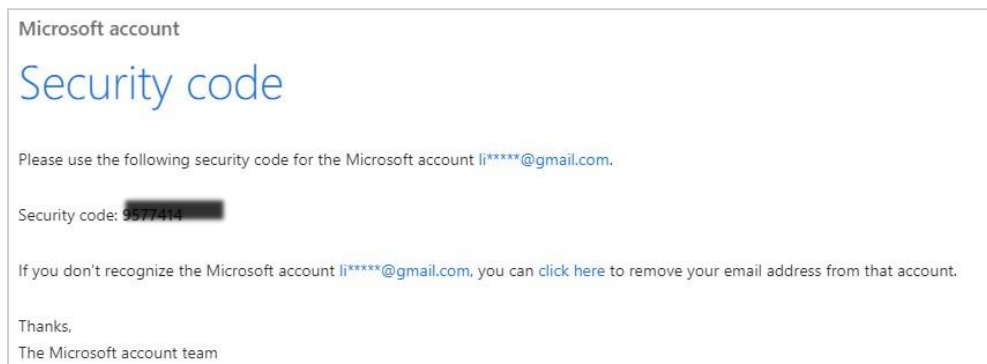 Microsoft account
Security code
Please use the following security code for the Microsoft account li*****@gmail.com.
Security code:
If you don't recognize the Microsoft account li*****@gmail.com, you can click here to remove your email address from that account.
Thanks,
The Microsoft account team